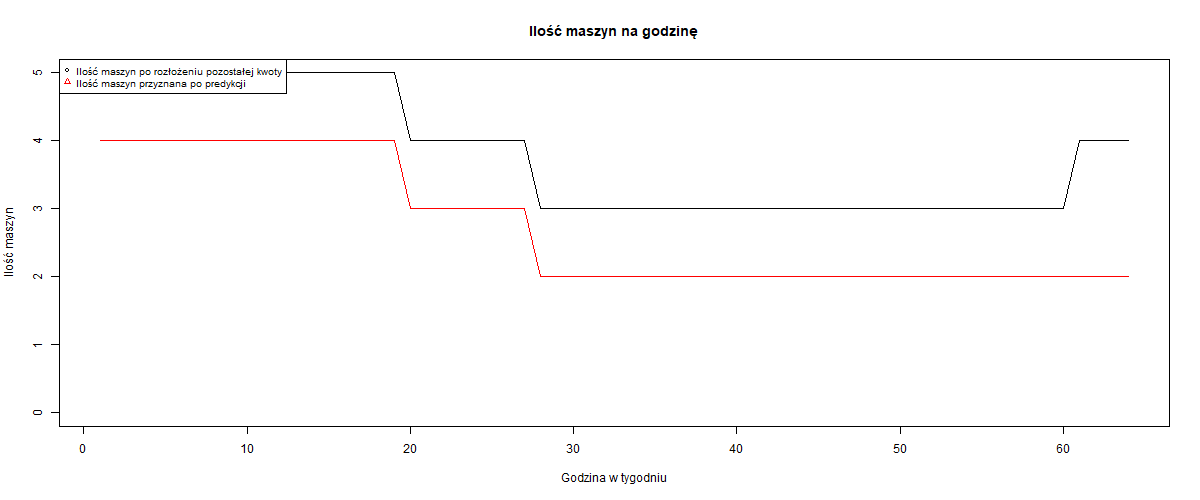 Ilość maszyn na godzinę
Ilość maszyn po rozłożeniu pozostałej kwoty
Ilość maszyn przyznana po predykcji
Ilość maszyn
5
4
3
2
1
0
0 10 20 30 40 50 60
Godzina w tygodniu